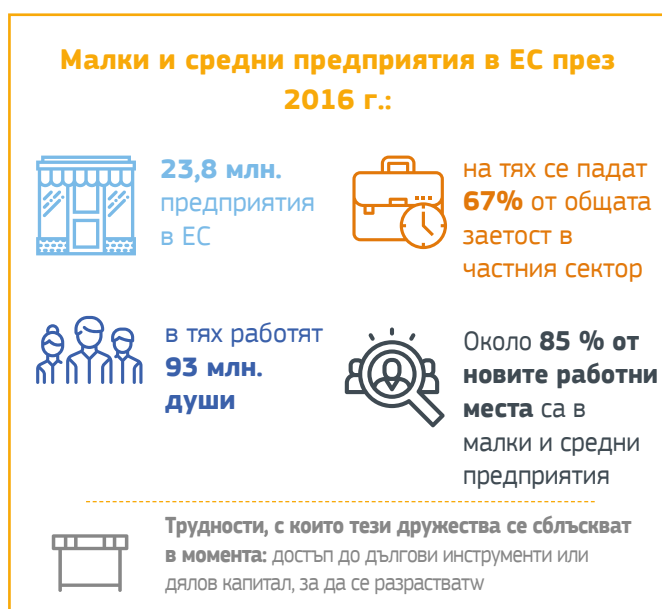 Малки и средни предприятия в ЕС през
2016 г.:
23,8 млн.
предприятия
в ЕС
на тях се падат
67% от общата
заетост в
частния сектор
в тях работят
93 млн.
души
Около 85 % от
новите работни
места са в
малки и средни
предприятия
Трудности, с които тези дружества се сблъскват
в момента: достъп до дългови инструменти или
дялов капитал, за да се разрастватw